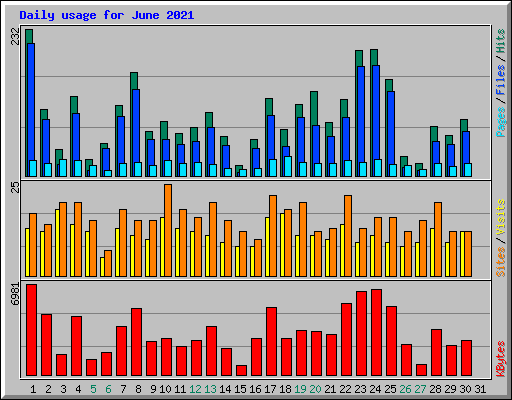 Daily usage for June 2021
232
Pages / Files / Hits
25
Sites / Visits
6981
KBytes
1 2 3 4 5 6 7 8 9 10 11 12 13 14 15 16 17 18 19 20 21 22 23 24 25 26 27 28 29 30 31